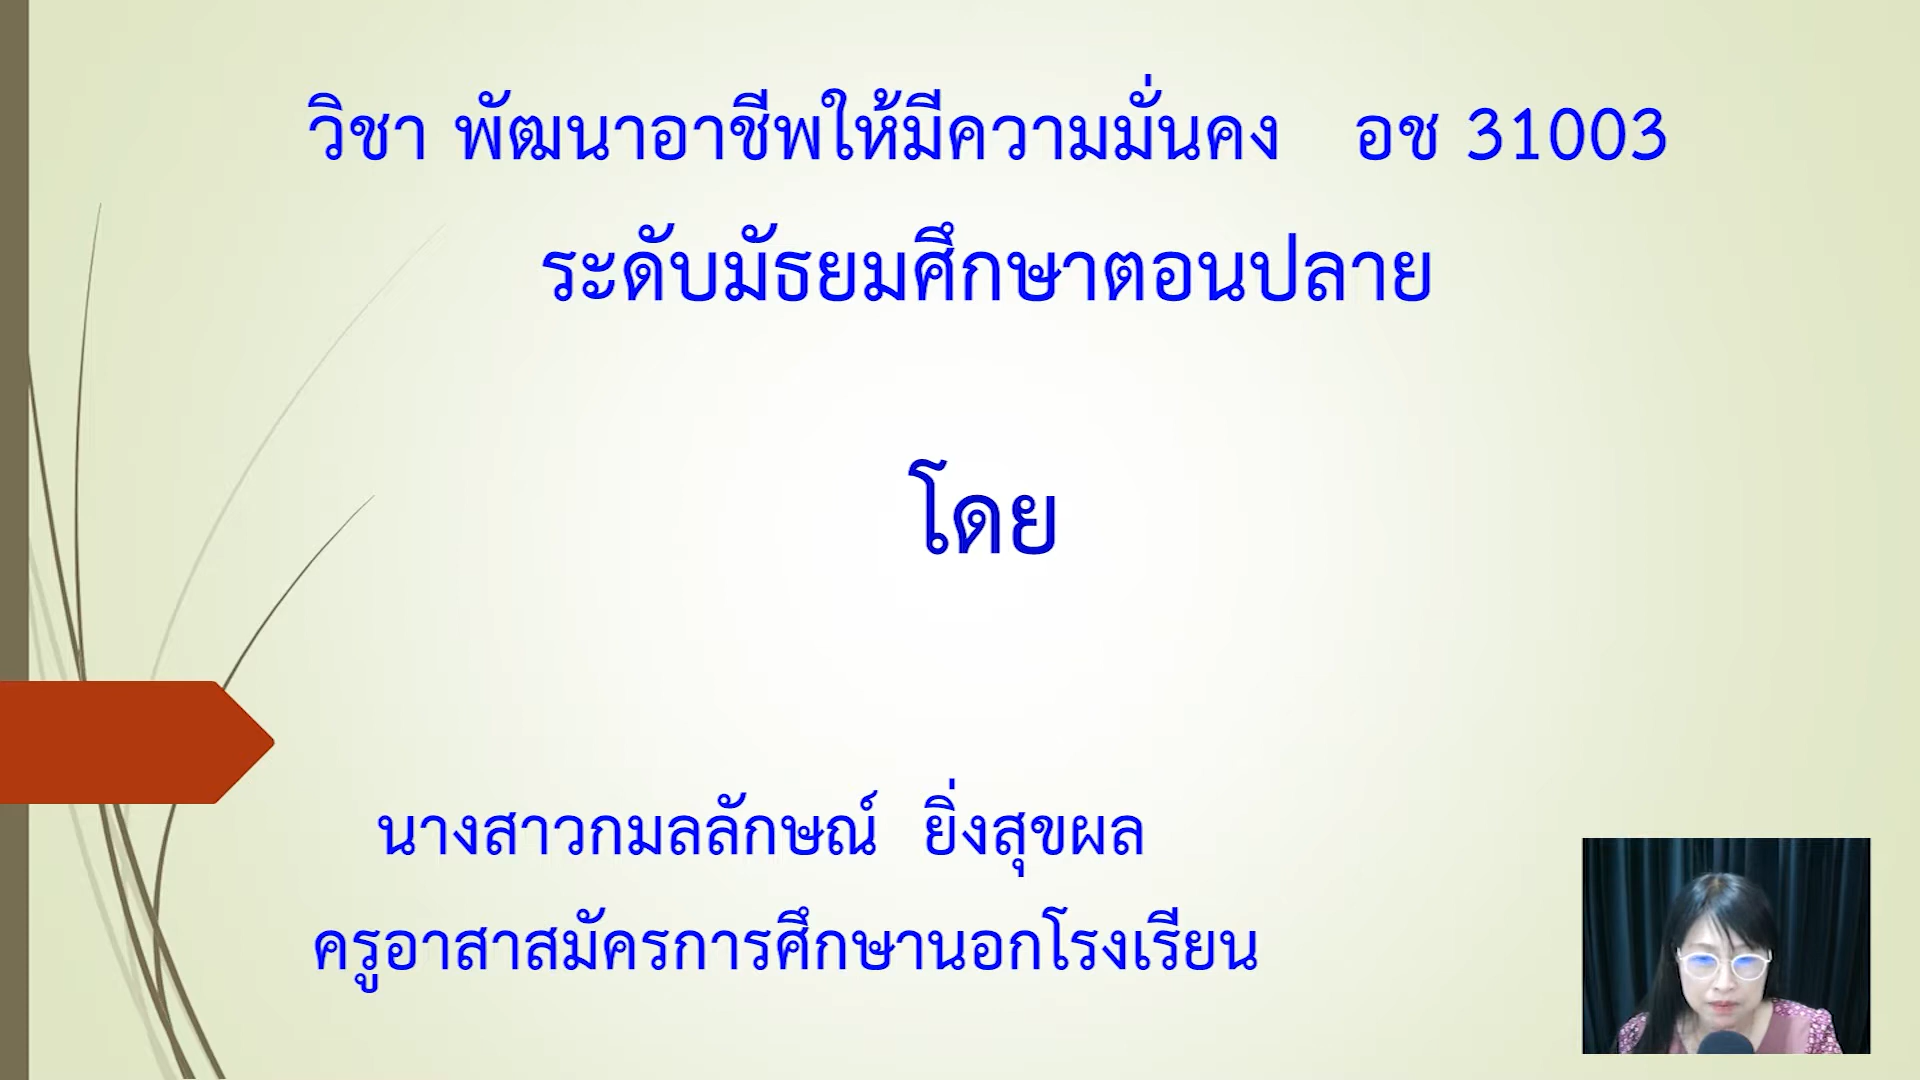 วิชา พัฒนาอาชีพให้มีความมั่นคง อช 31003
ระดับมัธยมศึกษาตอนปลาย
โดย
นางสาวกมลลักษณ์ ยิ่งสุขผล
ครูอาสาสมัครการศึกษานอกโรงเรียน